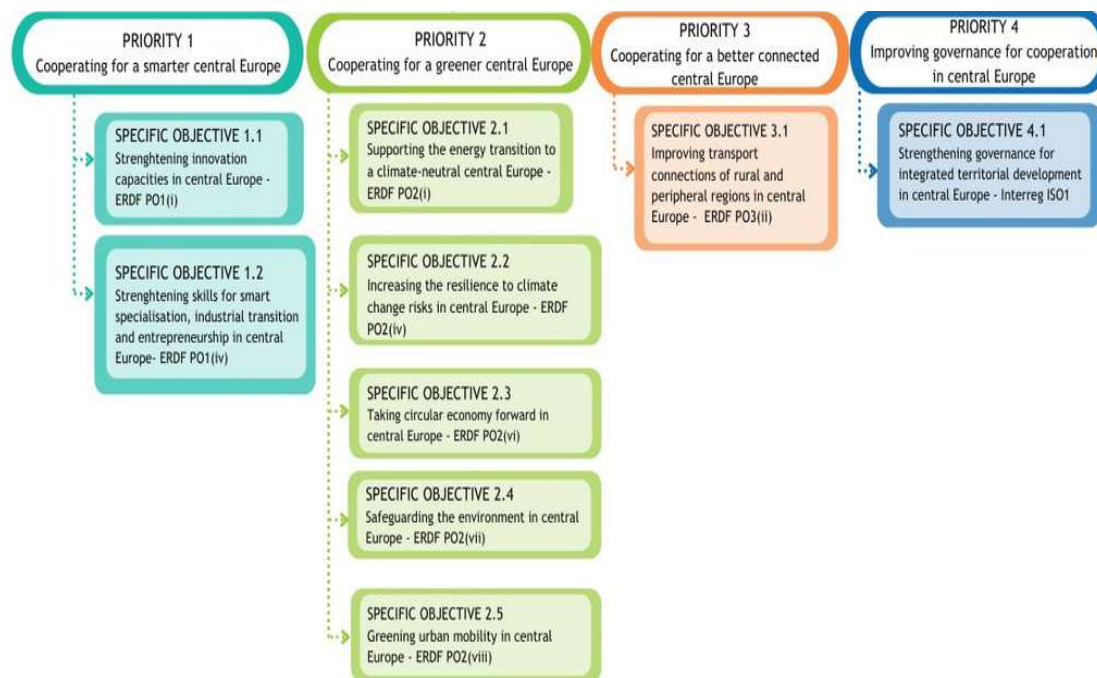 PRIORITY 1
Cooperating for a smarter central Europe
SPECIFIC OBJECTIVE 1.1
Strenghtening innovation
capacities in central Europe -
ERDF PO1(i)
SPECIFIC OBJECTIVE 1.2
Strenghtening skills for smart
specialisation, industrial transition
and entrepreneurship in central
Europe- ERDF PO1(iv)
PRIORITY 2
Cooperating for a greener central Europe
SPECIFIC OBJECTIVE 2.1
Supporting the energy transition to
a climate-neutral central Europe -
ERDF PO2(i)
SPECIFIC OBJECTIVE 2.2
Increasing the resilience to climate
change risks in central Europe - ERDF
PO2(iv)
SPECIFIC OBJECTIVE 2.3
Taking circular economy forward in
central Europe - ERDF PO2(vi)
SPECIFIC OBJECTIVE 2.4
Safeguarding the environment in central
Europe - ERDF PO2(vii)
SPECIFIC OBJECTIVE 2.5
Greening urban mobility in central
Europe - ERDF PO2(viii)
PRIORITY 3
Cooperating for a better connected
central Europe
SPECIFIC OBJECTIVE 3.1
Improving transport
connections of rural and
peripheral regions in central
Europe - ERDF PO3(ii)
PRIORITY 4
Improving governance for cooperation
in central Europe
SPECIFIC OBJECTIVE 4.1
Strengthening governance for
integrated territorial development
in central Europe - Interreg ISO1